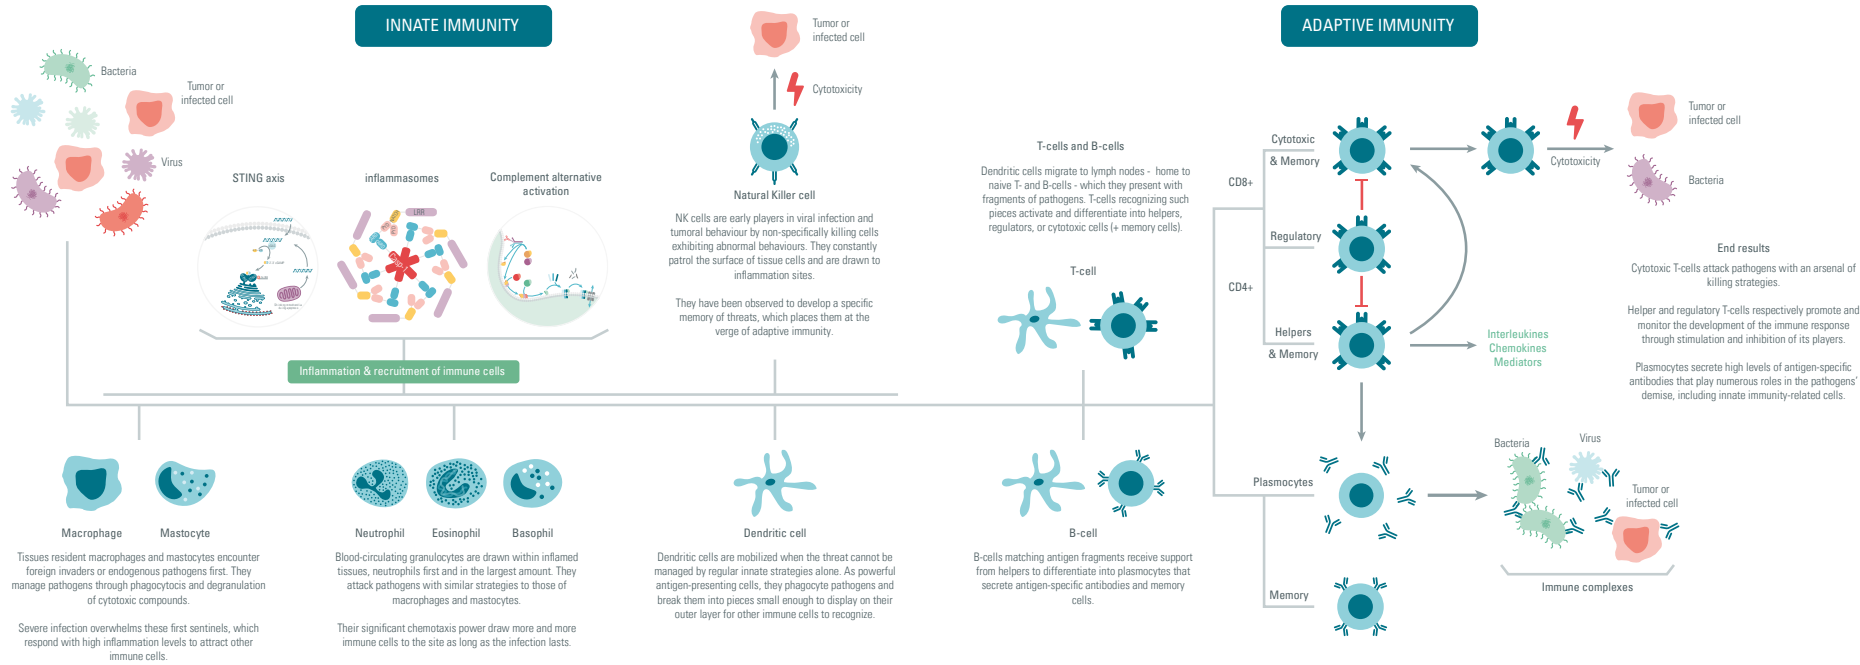 INNATE IMMUNITY
ADAPTIVE IMMUNITY
Bacteria
Tumor or
infected cell
Virus
STING axis
inflammasomes
Complement alternative
activation
LRR
Inflammation & recruitment of immune cells
Tumor or
infected cell
Cytotoxicity
Natural Killer cell
NK cells are early players in viral infection and
tumoral behaviour by non-specifically killing cells
exhibiting abnormal behaviours. They constantly
patrol the surface of tissue cells and are drawn to
inflammation sites.
They have been observed to develop a specific
memory of threats, which places them at the
verge of adaptive immunity.
Macrophage
Mastocyte
Tissues resident macrophages and mastocytes encounter
foreign invaders or endogenous pathogens first. They
manage pathogens through phagocytocis and degranulation
of cytotoxic compounds.
Severe infection overwhelms these first sentinels, which
respond with high inflammation levels to attract other
immune cells.
Neutrophil
Eosinophil
Basophil
Blood-circulating granulocytes are drawn within inflamed
tissues, neutrophils first and in the largest amount. They
attack pathogens with similar strategies to those of
macrophages and mastocytes.
Their significant chemotaxis power draw more and more
immune cells to the site as long as the infection lasts.
Dendritic cell
Dendritic cells are mobilized when the threat cannot be
managed by regular innate strategies alone. As powerful
antigen-presenting cells, they phagocyte pathogens and
break them into pieces small enough to display on their
outer layer for other immune cells to recognize.
T-cells and B-cells
Dendritic cells migrate to lymph nodes - home to
naive T- and B-cells - which they present with
fragments of pathogens. T-cells recognizing such
pieces activate and differentiate into helpers,
regulators, or cytotoxic cells (+ memory cells).
T-cell
B-cell
B-cells matching antigen fragments receive support
from helpers to differentiate into plasmocytes that
secrete antigen-specific antibodies and memory
cells.
CD8+
CD4+
Cytotoxic
& Memory
Regulatory
Helpers
& Memory
Plasmocytes
Memory
Cytotoxicity
Tumor or
infected cell
Bacteria
Interleukines
Chemokines
Mediators
End results
Cytotoxic T-cells attack pathogens with an arsenal of
killing strategies.
Helper and regulatory T-cells respectively promote and
monitor the development of the immune response
through stimulation and inhibition of its players.
Plasmocytes secrete high levels of antigen-specific
antibodies that play numerous roles in the pathogens'
demise, including innate immunity-related cells.
Bacteria
Virus
Tumor or
infected cell
Immune complexes